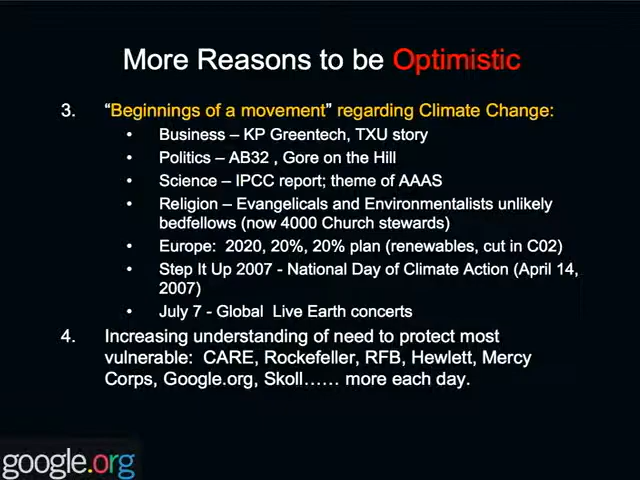 More Reasons to be Optimistic
3. “Beginnings of a movement” regarding Climate Change:
• Business – KP Greentech, TXU story
• Politics – AB32 , Gore on the Hill
• Science – IPCC report; theme of AAAS
• Religion – Evangelicals and Environmentalists unlikely
bedfellows (now 4000 Church stewards)
• Europe: 2020, 20%, 20% plan (renewables, cut in C02)
• Step It Up 2007 - National Day of Climate Action (April 14,
2007)
• July 7 - Global Live Earth concerts
4. Increasing understanding of need to protect most
vulnerable: CARE, Rockefeller, RFB, Hewlett, Mercy
Corps, Google.org, Skoll…… more each day.
google.org